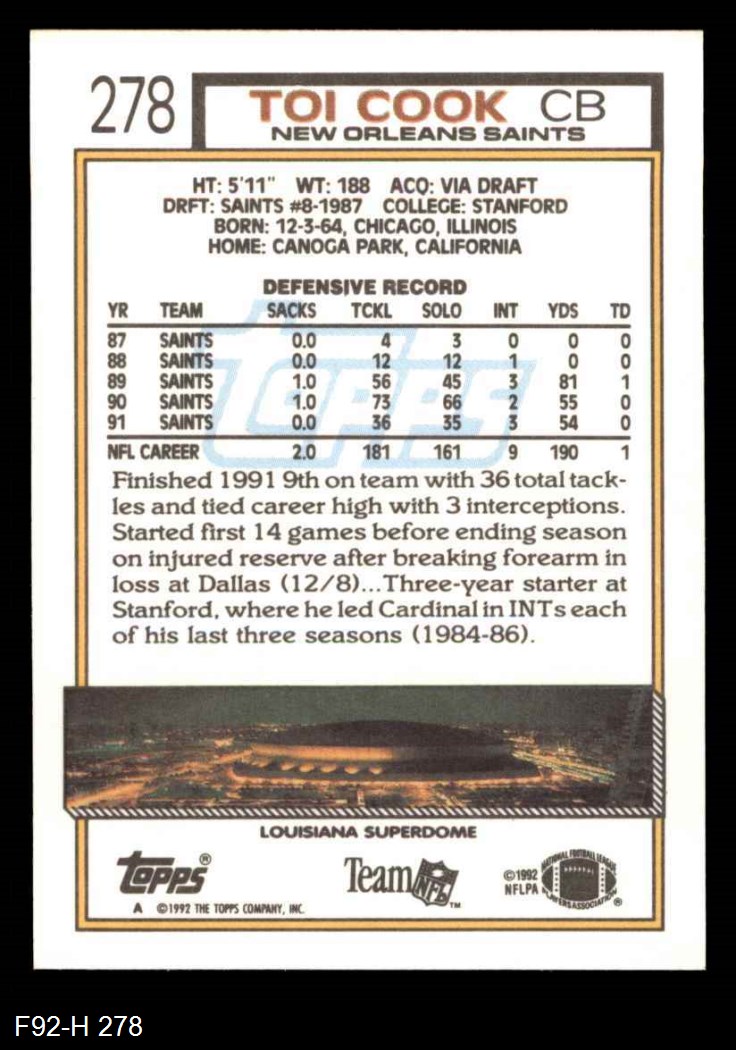 278 TOI COOK CB
NEW ORLEANS SAINTS
HT: 5'11" WT: 188 ACQ: VIA DRAFT
DRFT: SAINTS #8-1987 COLLEGE: STANFORD
BORN: 12-3-64, CHICAGO, ILLINOIS
HOME: CANOGA PARK, CALIFORNIA
DEFENSIVE RECORD
YR TEAM SACKS TCKL SOLO INT YDS TD
87 SAINTS 0.0 4 3 0 0 0
88 SAINTS 0.0 12 12 1 0 0
89 SAINTS 1.0 56 45 3 81 1
90 SAINTS 1.0 73 66 2 55 0
91 SAINTS 0.0 36 35 3 54 0
NFL CAREER 2.0 181 161 9 190 1
topps
Finished 1991 9th on team with 36 total tack-
les and tied career high with 3 interceptions.
Started first 14 games before ending season
on injured reserve after breaking forearm in
loss at Dallas (12/8)...Three-year starter at
Stanford, where he led Cardinal in INTs each
of his last three seasons (1984-86).
LOUISIANA SUPERDOME
topps®
Team NFL™
©1992
NFLPA
NATIONAL FOOTBALL LEAGUE
PLAYERS ASSOCIATION®
A ©1992 THE TOPPS COMPANY, INC.
F92-H 278